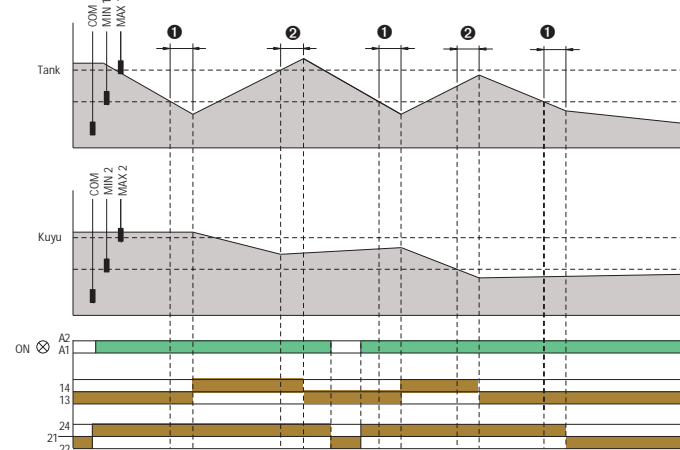 COM
MIN 1
MAX 1
❶ ❷ ❶ ❷ ❶
Tank
COM
MIN 2
MAX 2
Kuyu
ON A2
A1
14
13
24
21
22